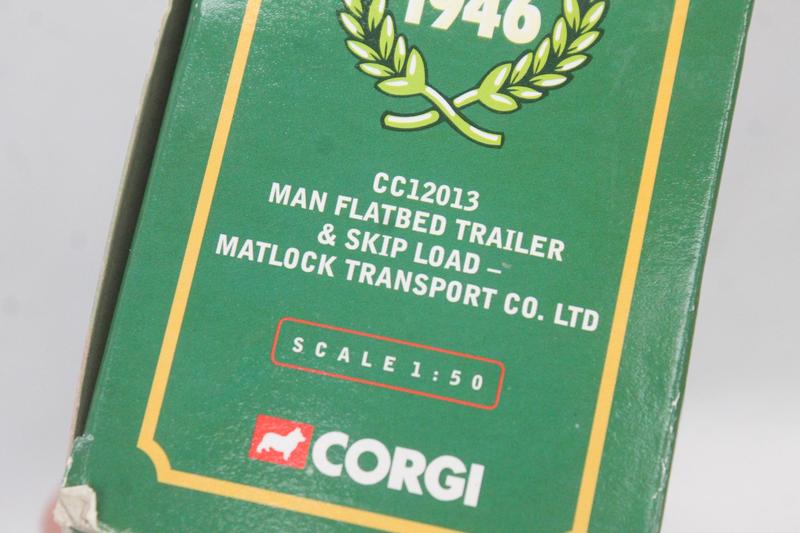 1946
CC12013
MAN FLATBED TRAILER
& SKIP LOAD –
MATLOCK TRANSPORT CO. LTD
SCALE 1:50
CORGI